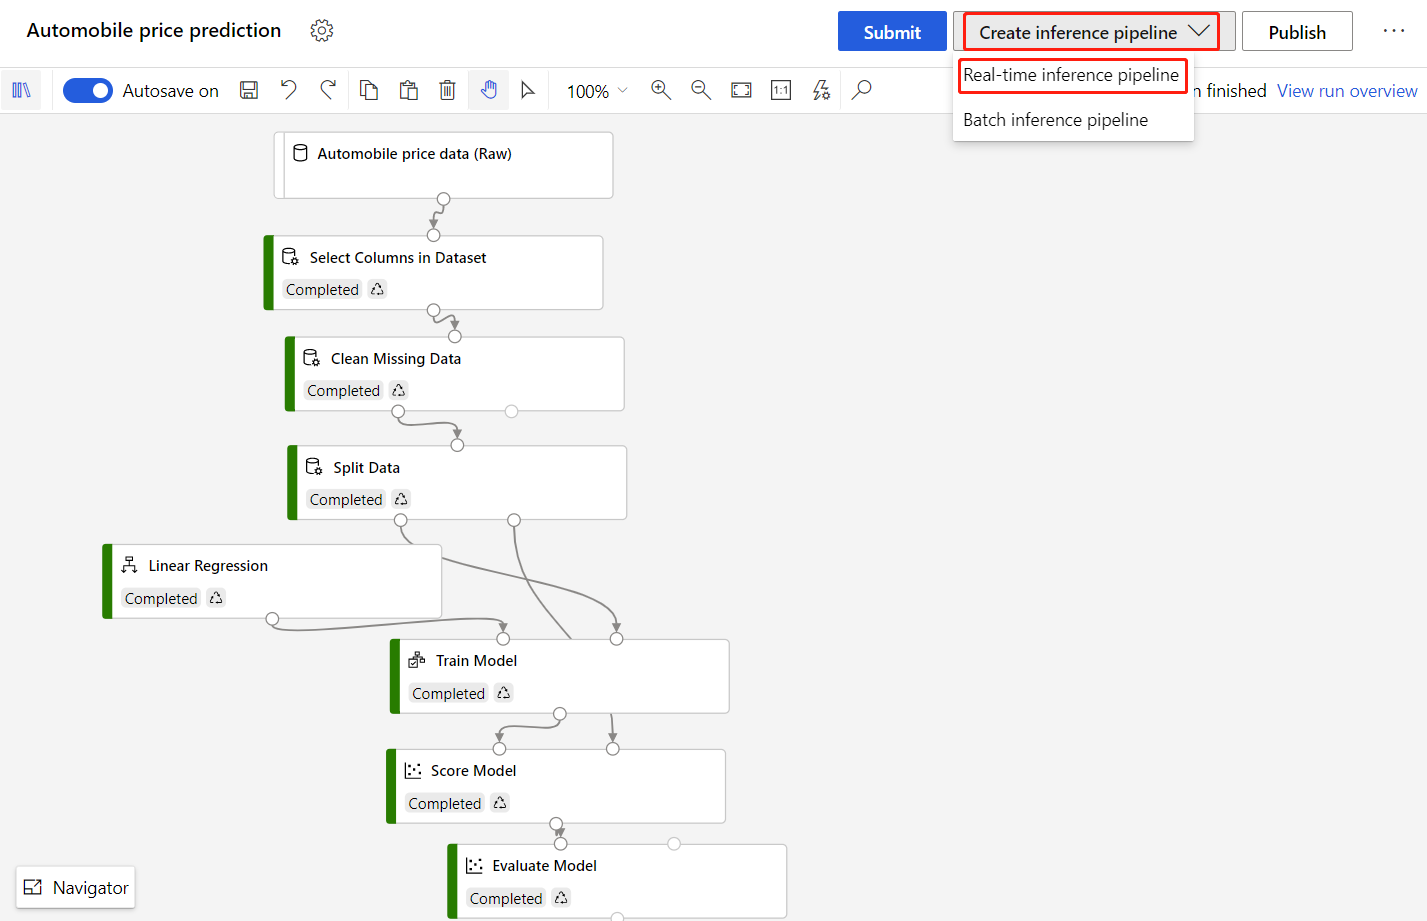 Automobile price prediction
Submit
Create inference pipeline
Publish
Real-time inference pipeline
Batch inference pipeline
Autosave on
100%
1:1
finished
View run overview
Automobile price data (Raw)
Select Columns in Dataset
Completed
Clean Missing Data
Completed
Split Data
Completed
Linear Regression
Completed
Train Model
Completed
Score Model
Completed
Evaluate Model
Completed
Navigator